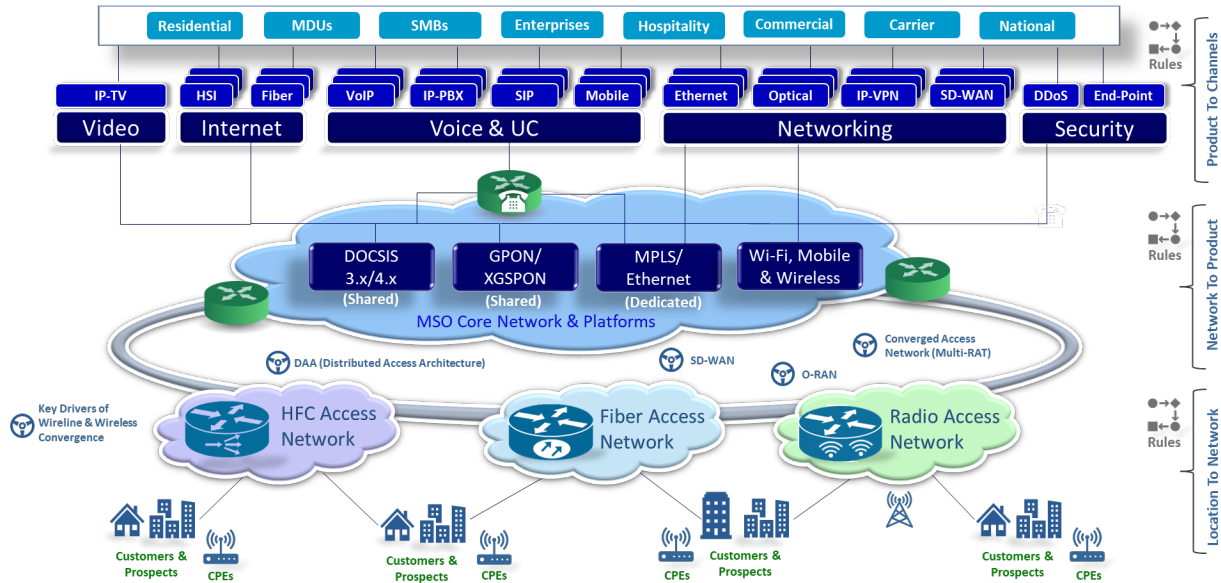 Residential
MDUs
SMBs
Enterprises
Hospitality
Commercial
Carrier
National
Rules
IP-TV
HSI
Fiber
VoIP
IP-PBX
SIP
Mobile
Ethernet
Optical
IP-VPN
SD-WAN
DDoS
End-Point
Video
Internet
Voice & UC
Networking
Security
Product To Channels
DOCSIS
3.x/4.x
(Shared)
GPON/
XGSPON
(Shared)
MPLS/
Ethernet
(Dedicated)
Wi-Fi, Mobile
& Wireless
MSO Core Network & Platforms
Rules
Network To Product
DAA (Distributed Access Architecture)
SD-WAN
O-RAN
Converged Access
Network (Multi-RAT)
Key Drivers of
Wireline & Wireless
Convergence
HFC Access
Network
Fiber Access
Network
Radio Access
Network
Rules
Location To Network
Customers &
Prospects
CPEs
Customers &
Prospects
CPEs
CPEs
Customers &
Prospects
Customers &
Prospects
CPEs